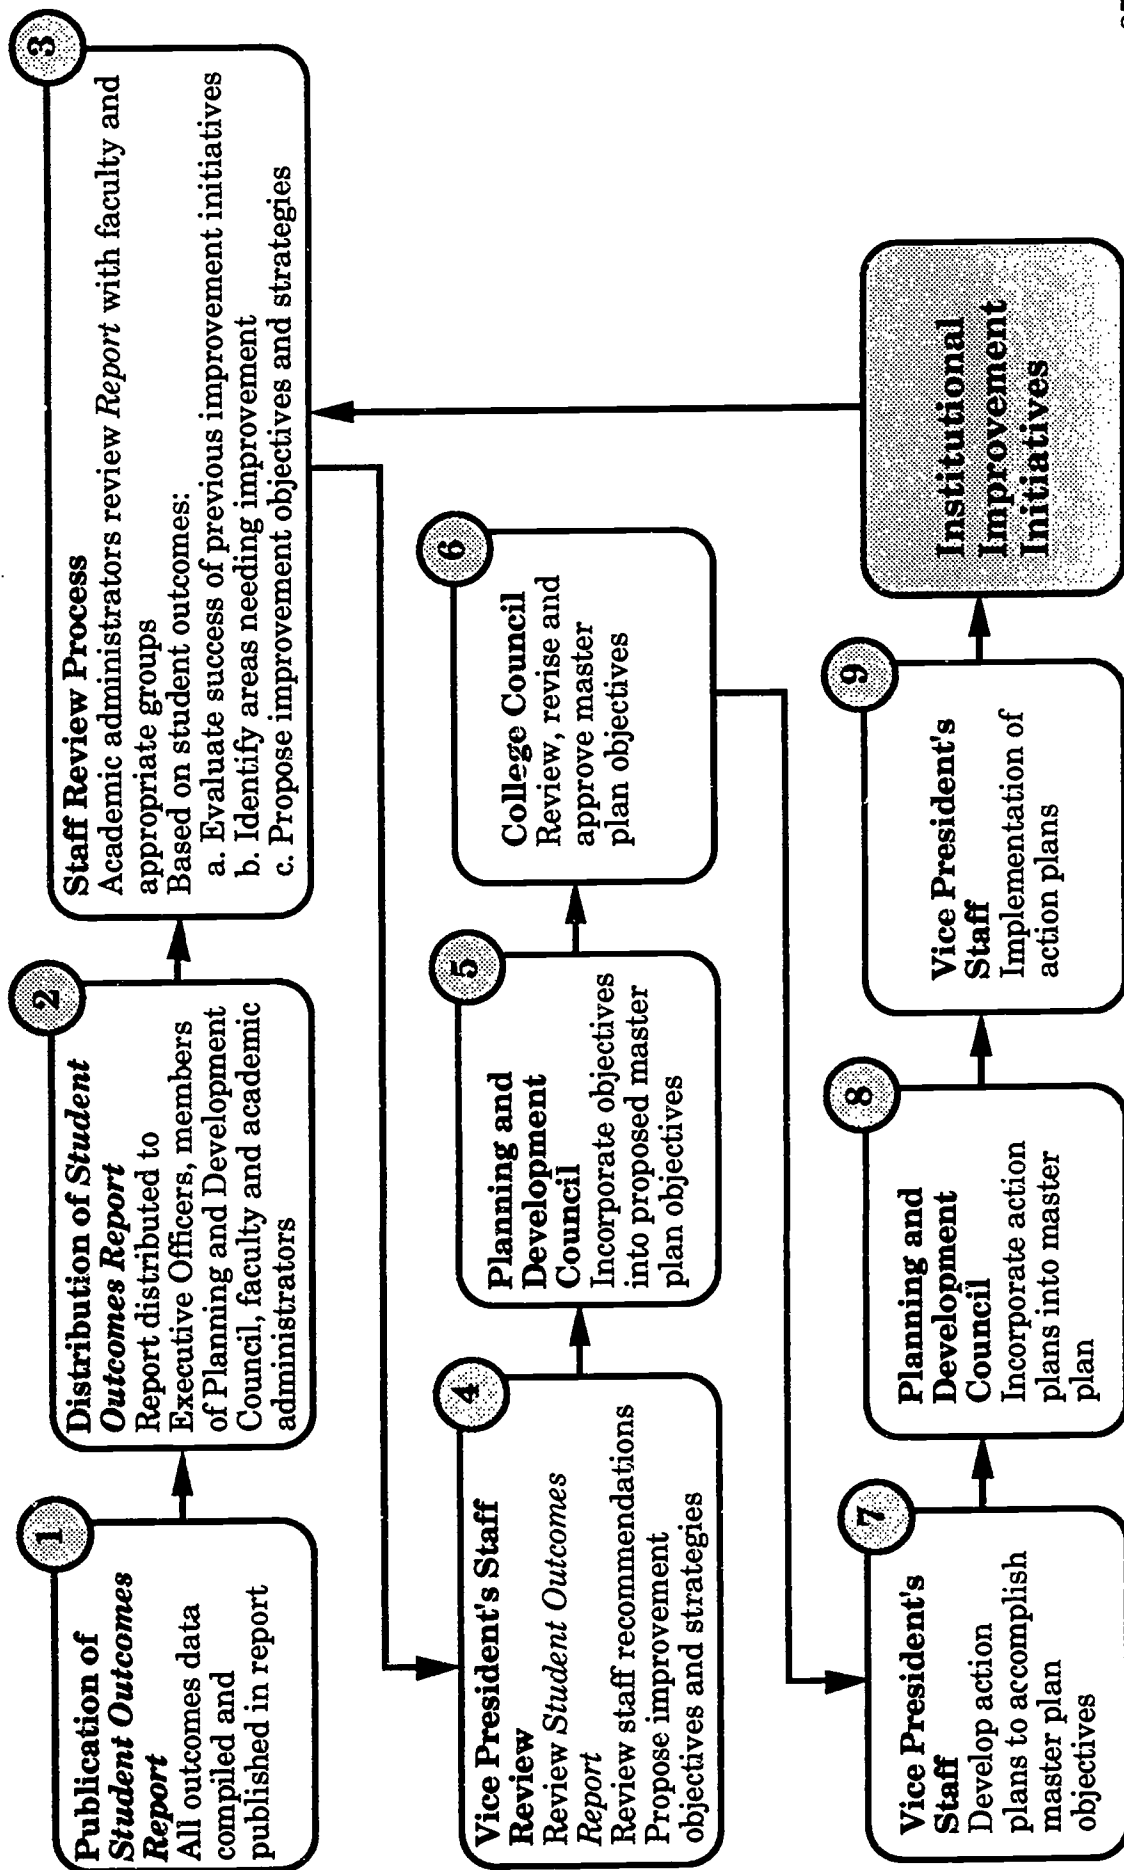 1
Publication of
Student Outcomes
Report
All outcomes data
compiled and
published in report
2
Distribution of Student
Outcomes Report
Report distributed to
Executive Officers, members
of Planning and Development
Council, faculty and academic
administrators
3
Staff Review Process
Academic administrators review Report with faculty and
appropriate groups
Based on student outcomes:
a. Evaluate success of previous improvement initiatives
b. Identify areas needing improvement
c. Propose improvement objectives and strategies
4
Vice President's Staff
Review
Review Student Outcomes
Report
Review staff recommendations
Propose improvement
objectives and strategies
5
Planning and
Development
Council
Incorporate objectives
into proposed master
plan objectives
6
College Council
Review, revise and
approve master
plan objectives
7
Vice President's
Staff
Develop action
plans to accomplish
master plan
objectives
8
Planning and
Development
Council
Incorporate action
plans into master
plan
9
Vice President's
Staff
Implementation of
action plans
Institutional
Improvement
Initiatives